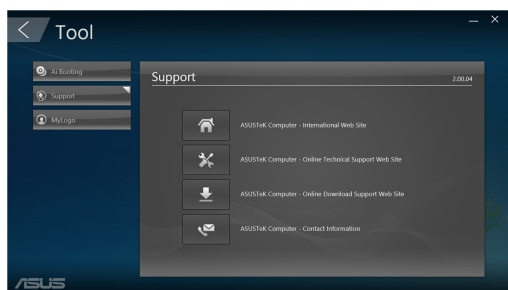 Tool
Ai Booting
Support
MyLogo
Support
2.00.04
ASUSTeK Computer - International Web Site
ASUSTeK Computer - Online Technical Support Web Site
ASUSTeK Computer - Online Download Support Web Site
ASUSTeK Computer - Contact Information
ASUS